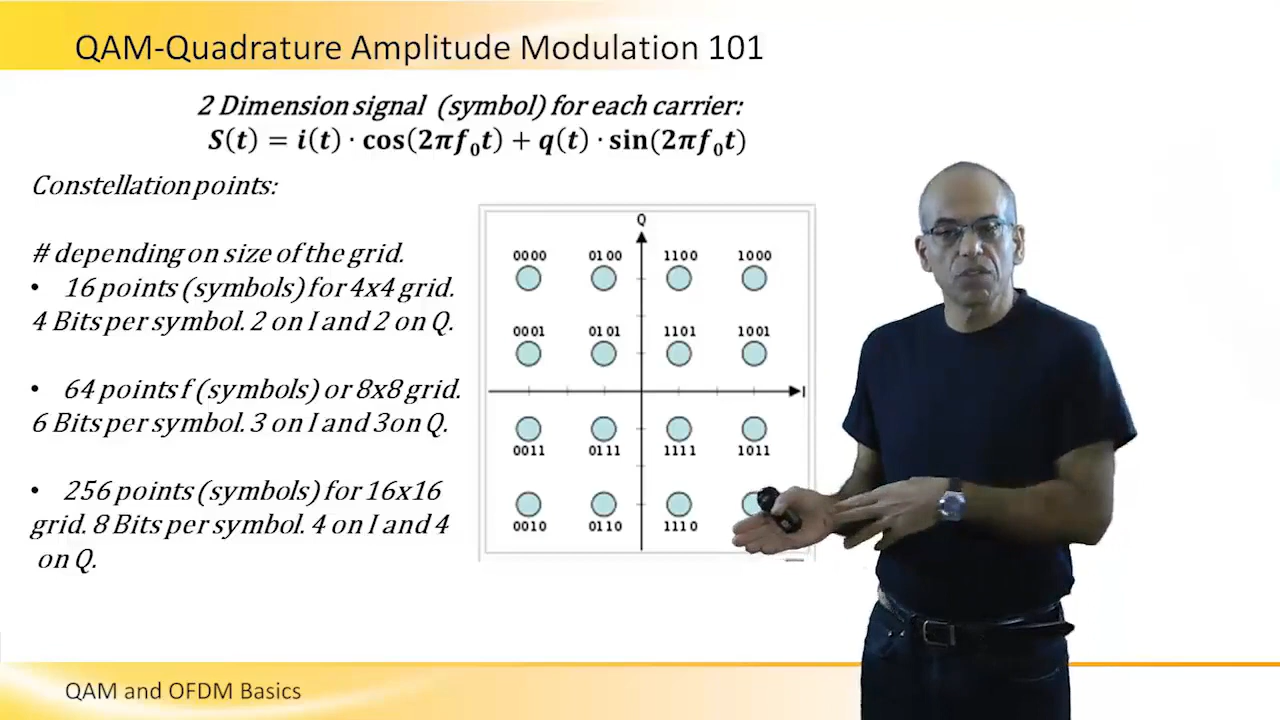 QAM-Quadrature Amplitude Modulation 101
2 Dimension signal (symbol) for each carrier:
S(t) = i(t) · cos(2πf₀t) + q(t) · sin(2πf₀t)
Constellation points:
# depending on size of the grid.
• 16 points (symbols) for 4x4 grid.
4 Bits per symbol. 2 on I and 2 on Q.
• 64 points f (symbols) or 8x8 grid.
6 Bits per symbol. 3 on I and 3on Q.
• 256 points (symbols) for 16x16
grid. 8 Bits per symbol. 4 on I and 4
on Q.
Q
0000 0100 1100 1000
0001 0101 1101 1001
I
0011 0111 1111 1011
0010 0110 1110
QAM and OFDM Basics